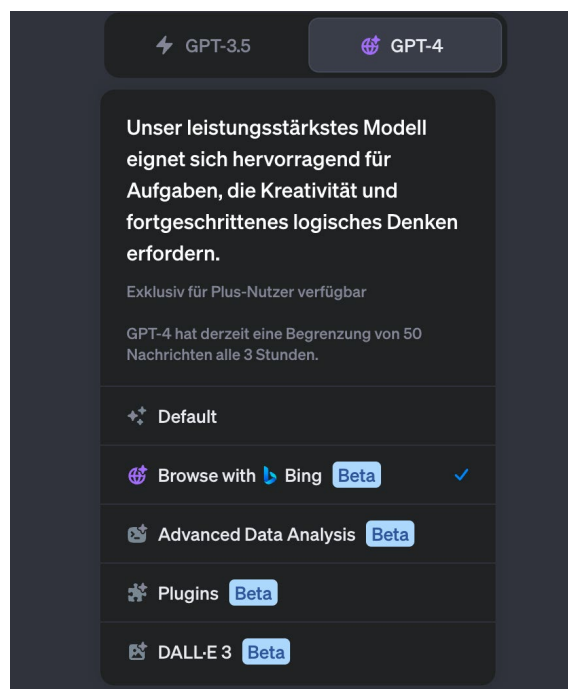 GPT-3.5
GPT-4
Unser leistungsstärkstes Modell
eignet sich hervorragend für
Aufgaben, die Kreativität und
fortgeschrittenes logisches Denken
erfordern.
Exklusiv für Plus-Nutzer verfügbar
GPT-4 hat derzeit eine Begrenzung von 50
Nachrichten alle 3 Stunden.
Default
Browse with Bing Beta
Advanced Data Analysis Beta
Plugins Beta
DALL·E 3 Beta